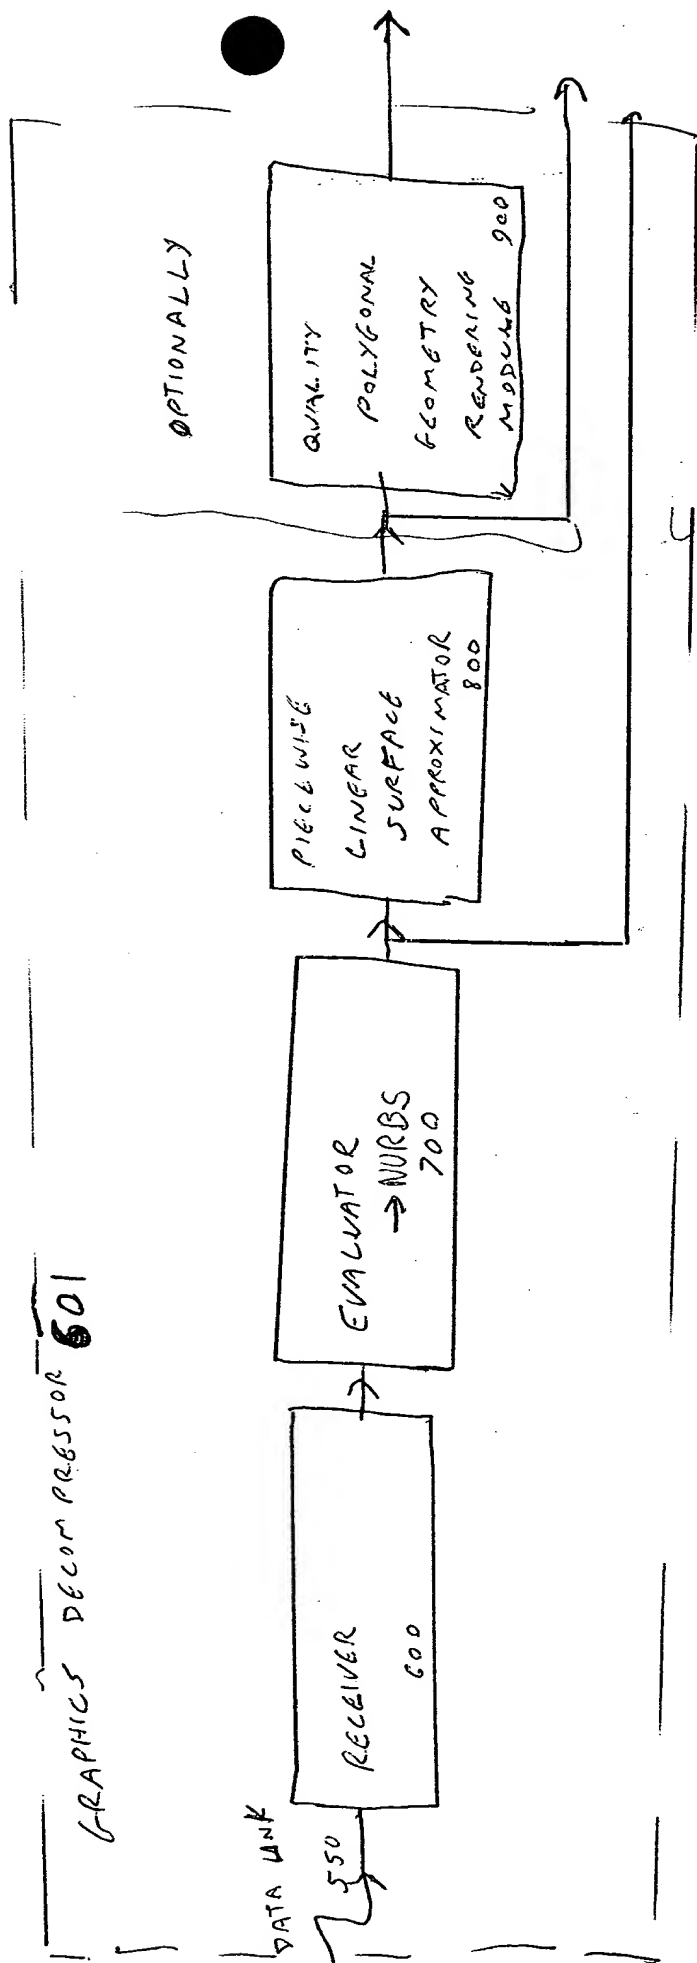 GRAPHICS DECOMPRESSOR 601
DATA LINK
550
RECEIVER
600
EVALUATOR
→NURBS
700
PIECEWISE
LINEAR
SURFACE
APPROXIMATOR
800
OPTIONALLY
QUALITY
POLYGONAL
GEOMETRY
RENDERING
MODULE 900